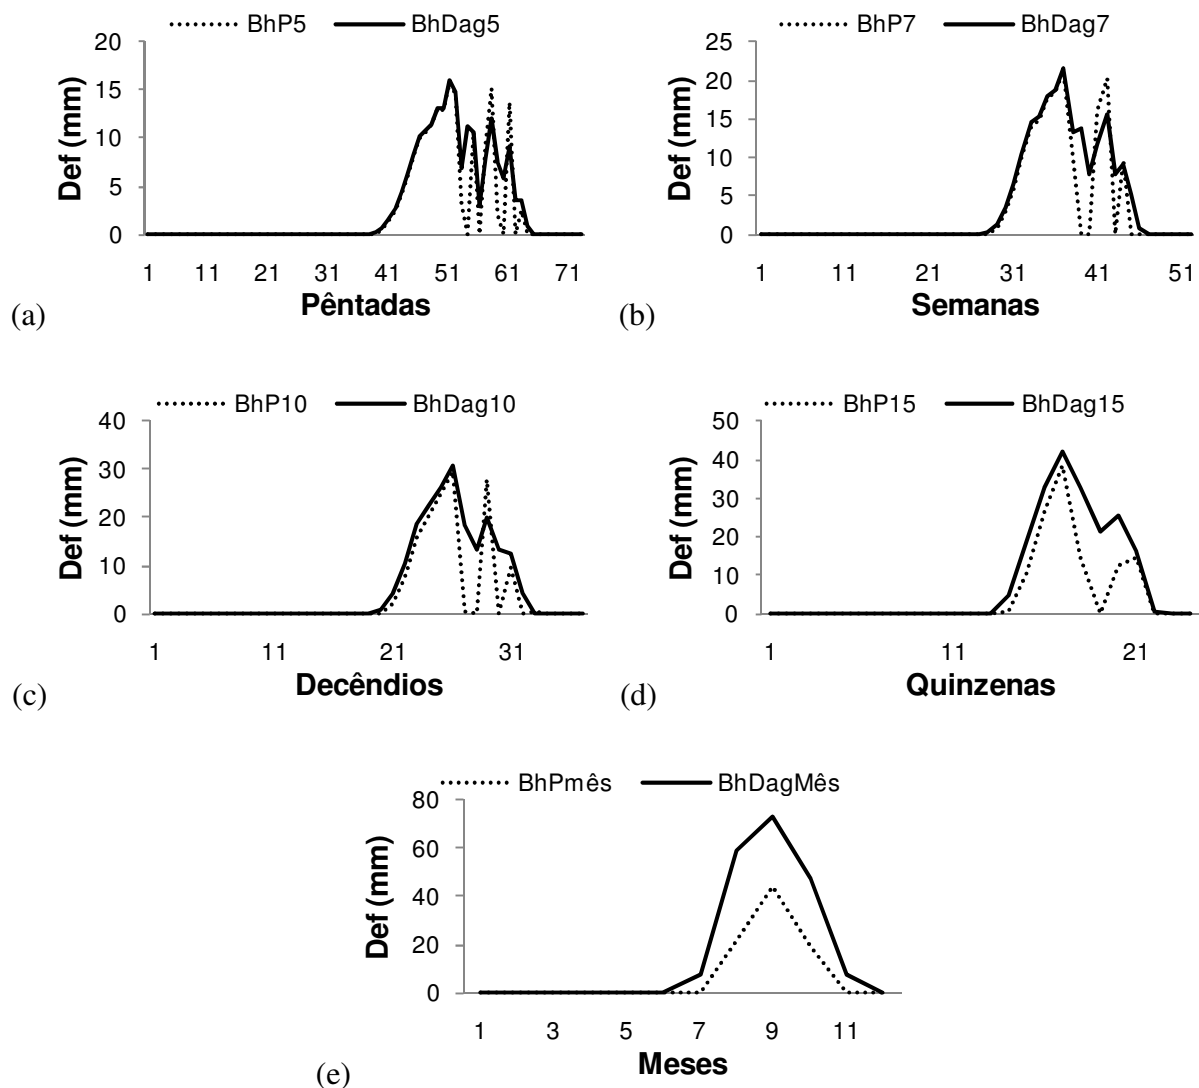 BhP5 BhDag5
20
15
10
5
0
Def (mm)
1 11 21 31 41 51 61 71
Pêntadas
(a)
BhP7 BhDag7
25
20
15
10
5
0
Def (mm)
1 11 21 31 41 51
Semanas
(b)
BhP10 BhDag10
40
30
20
10
0
Def (mm)
1 11 21 31
Decêndios
(c)
BhP15 BhDag15
50
40
30
20
10
0
Def (mm)
1 11 21
Quinzenas
(d)
BhPmês BhDagMês
80
60
40
20
0
Def (mm)
1 3 5 7 9 11
Meses
(e)